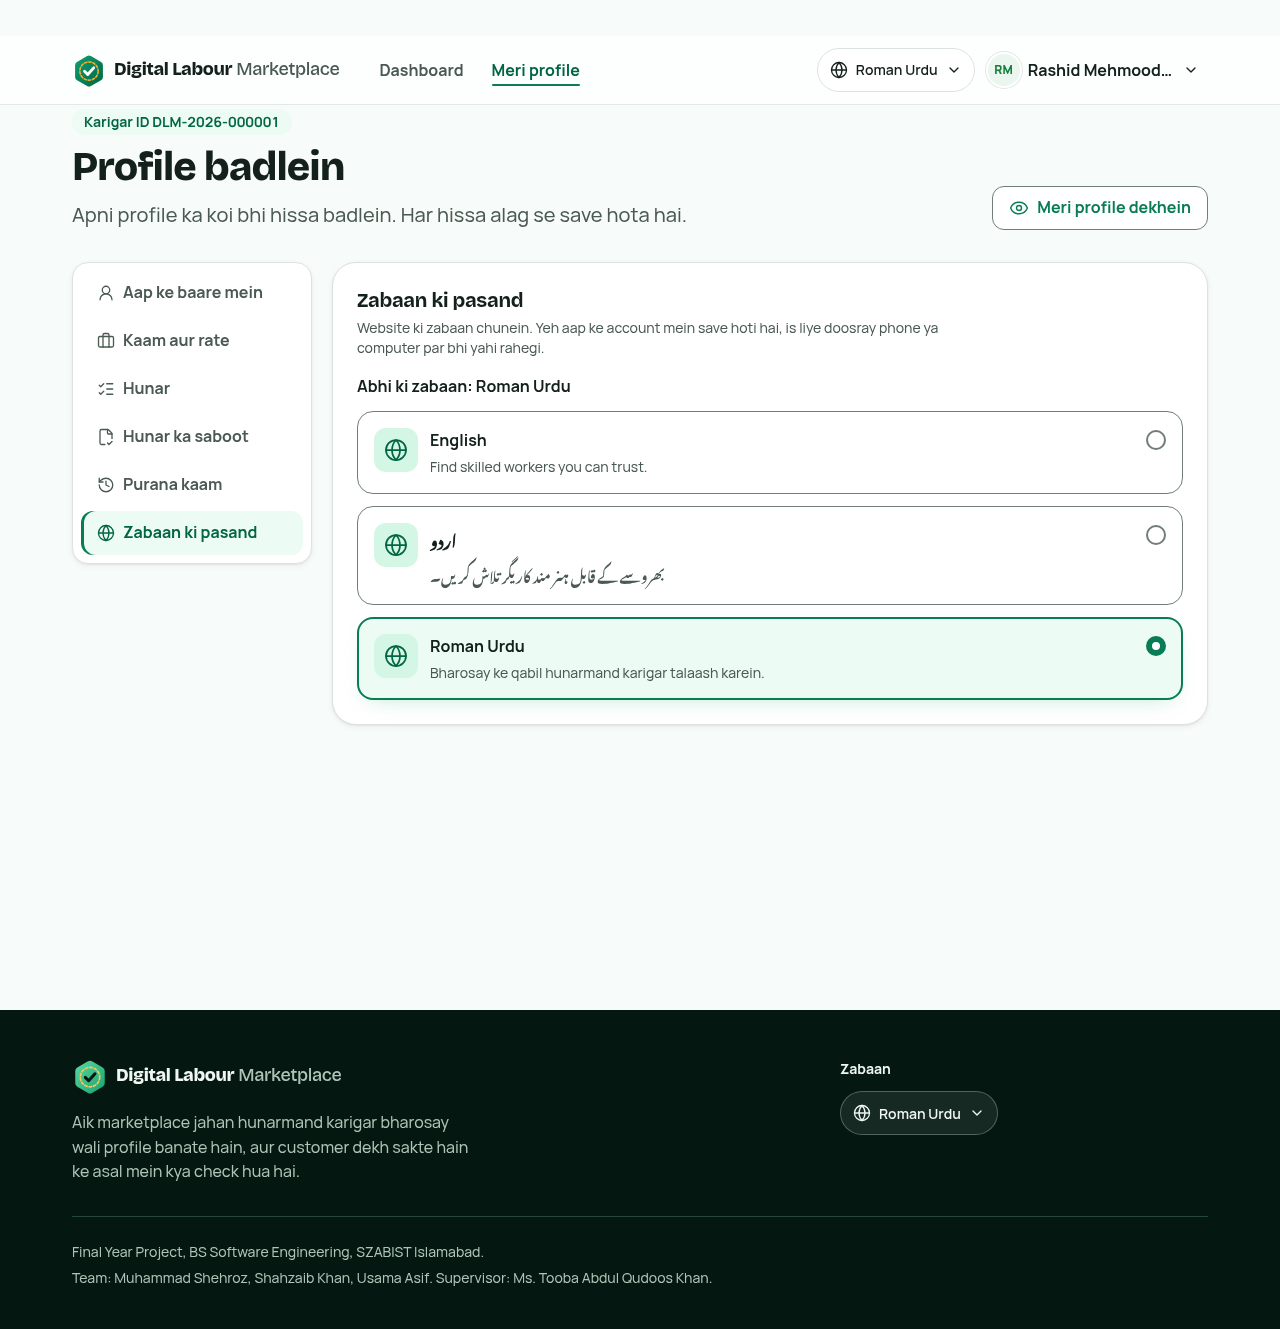 Digital Labour Marketplace
Dashboard
Meri profile
Roman Urdu
RM
Rashid Mehmood...
Karigar ID DLM-2026-000001
Profile badlein
Apni profile ka koi bhi hissa badlein. Har hissa alag se save hota hai.
Meri profile dekhein
Aap ke baare mein
Kaam aur rate
Hunar
Hunar ka saboot
Purana kaam
Zabaan ki pasand
Zabaan ki pasand
Website ki zabaan chunein. Yeh aap ke account mein save hoti hai, is liye doosray phone ya
computer par bhi yahi rahegi.
Abhi ki zabaan: Roman Urdu
English
Find skilled workers you can trust.
اردو
بھروسے کے قابل ہنرمند کاریگر تلاش کریں۔
Roman Urdu
Bharosay ke qabil hunarmand karigar talaash karein.
Digital Labour Marketplace
Aik marketplace jahan hunarmand karigar bharosay
wali profile banate hain, aur customer dekh sakte hain
ke asal mein kya check hua hai.
Zabaan
Roman Urdu
Final Year Project, BS Software Engineering, SZABIST Islamabad.
Team: Muhammad Shehroz, Shahzaib Khan, Usama Asif. Supervisor: Ms. Tooba Abdul Qudoos Khan.